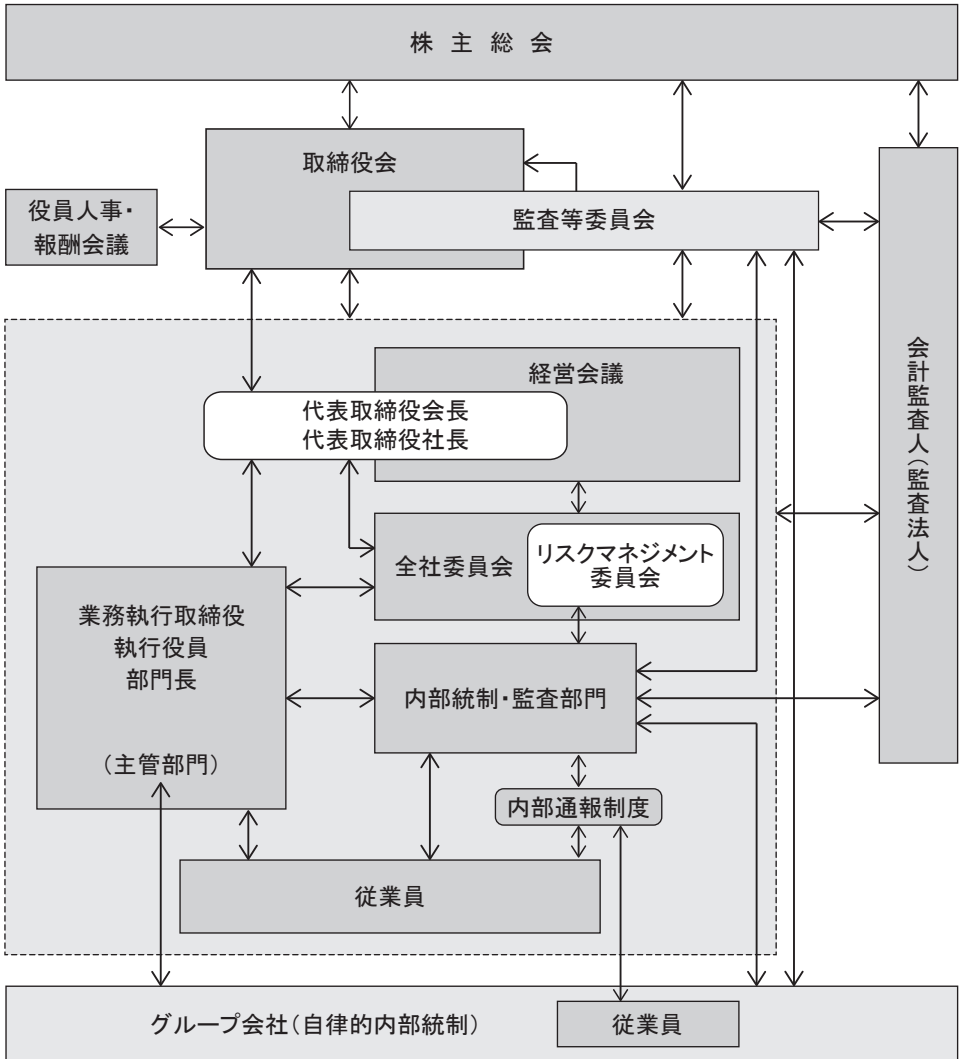 株主総会
取締役会
監査等委員会
役員人事・
報酬会議
会計監査人（監査法人）
経営会議
代表取締役会長
代表取締役社長
全社委員会
リスクマネジメント
委員会
業務執行取締役
執行役員
部門長
（主管部門）
内部統制・監査部門
内部通報制度
従業員
グループ会社（自律的内部統制）
従業員